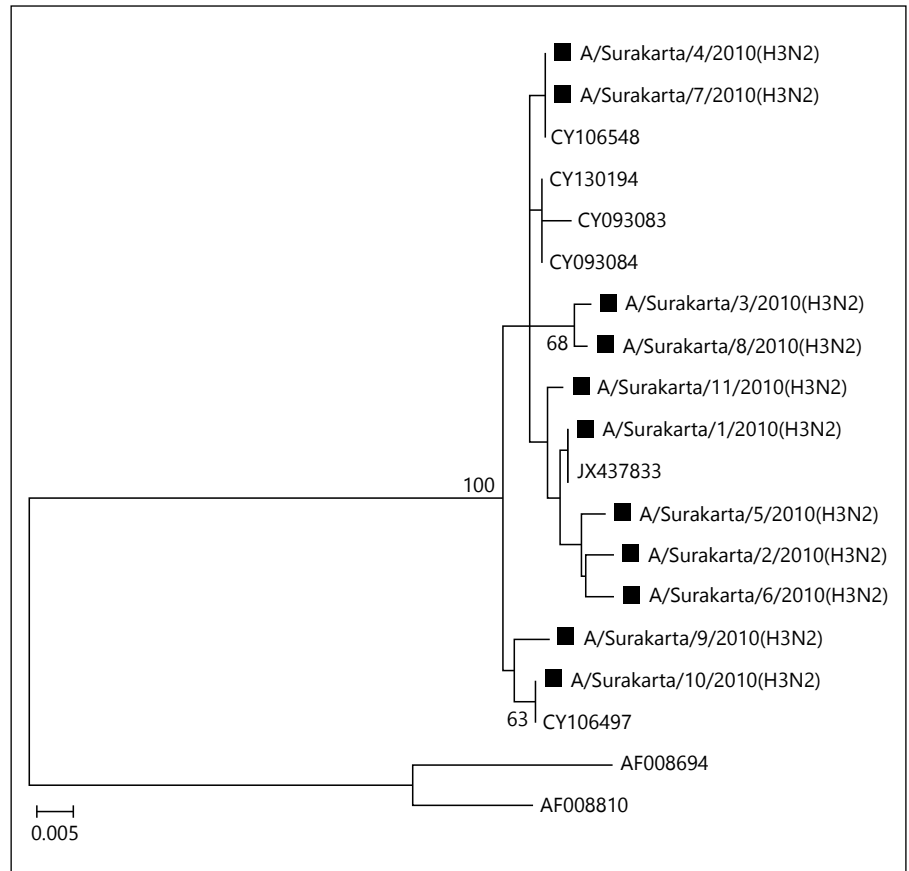 A/Surakarta/4/2010(H3N2)
A/Surakarta/7/2010(H3N2)
CY106548
CY130194
CY093083
CY093084
A/Surakarta/3/2010(H3N2)
68
A/Surakarta/8/2010(H3N2)
A/Surakarta/11/2010(H3N2)
A/Surakarta/1/2010(H3N2)
JX437833
100
A/Surakarta/5/2010(H3N2)
A/Surakarta/2/2010(H3N2)
A/Surakarta/6/2010(H3N2)
A/Surakarta/9/2010(H3N2)
A/Surakarta/10/2010(H3N2)
63
CY106497
AF008694
AF008810
0.005